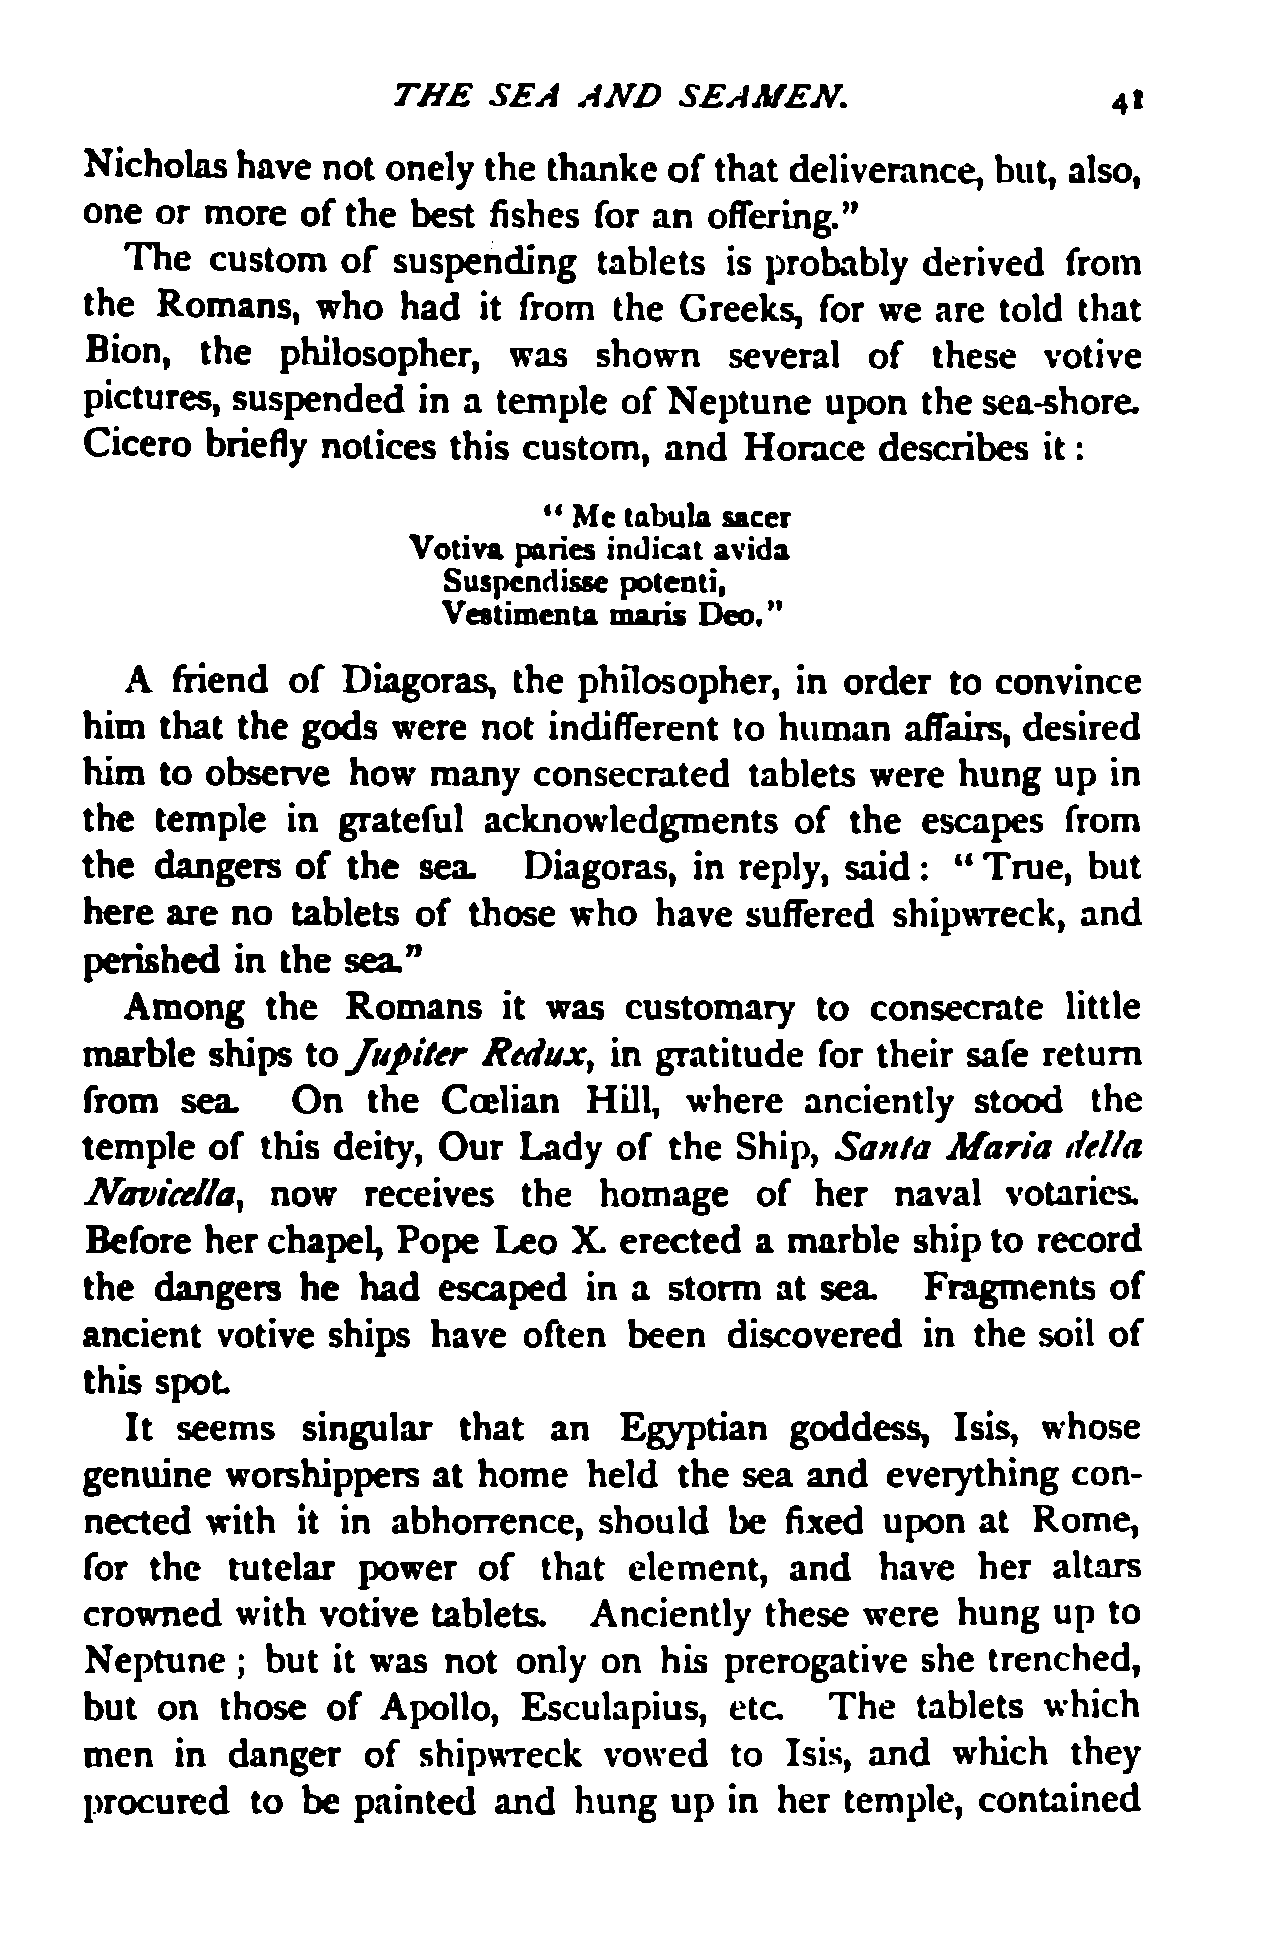 THE SEA AND SEAMEN. 41
Nicholas have not onely the thanke of that deliverance, but, also,
one or more of the best fishes for an offering."
The custom of suspending tablets is probably derived from
the Romans, who had it from the Greeks, for we are told that
Bion, the philosopher, was shown several of these votive
pictures, suspended in a temple of Neptune upon the sea-shore.
Cicero briefly notices this custom, and Horace describes it :
" Me tabula sacer
Votiva paries indicat avida
Suspendisse potenti,
Vestimenta maris Deo."
A friend of Diagoras, the philosopher, in order to convince
him that the gods were not indifferent to human affairs, desired
him to observe how many consecrated tablets were hung up in
the temple in grateful acknowledgments of the escapes from
the dangers of the sea. Diagoras, in reply, said : " True, but
here are no tablets of those who have suffered shipwreck, and
perished in the sea."
Among the Romans it was customary to consecrate little
marble ships to Jupiter Redux, in gratitude for their safe return
from sea. On the Cœlian Hill, where anciently stood the
temple of this deity, Our Lady of the Ship, Santa Maria della
Navicella, now receives the homage of her naval votaries.
Before her chapel, Pope Leo X. erected a marble ship to record
the dangers he had escaped in a storm at sea. Fragments of
ancient votive ships have often been discovered in the soil of
this spot.
It seems singular that an Egyptian goddess, Isis, whose
genuine worshippers at home held the sea and everything con-
nected with it in abhorrence, should be fixed upon at Rome,
for the tutelar power of that element, and have her altars
crowned with votive tablets. Anciently these were hung up to
Neptune ; but it was not only on his prerogative she trenched,
but on those of Apollo, Esculapius, etc. The tablets which
men in danger of shipwreck vowed to Isis, and which they
procured to be painted and hung up in her temple, contained